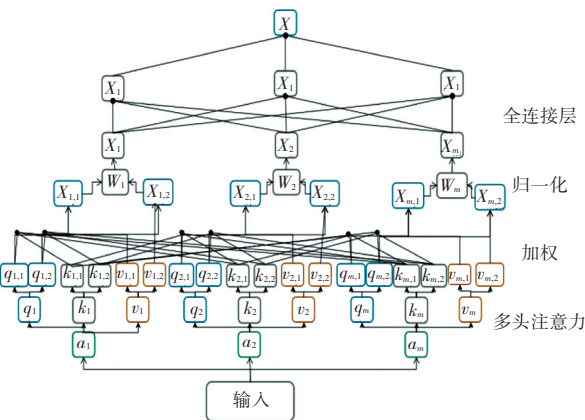 X
X₁ X₁ X₁
全连接层
X₁ X₂ Xₘ
归一化
X₁,₁ W₁ X₁,₂ X₂,₁ W₂ X₂,₂ Xₘ,₁ Wₘ Xₘ,₂
加权
q₁,₁ q₁,₂ k₁,₁ k₁,₂ v₁,₁ v₁,₂ q₂,₁ q₂,₂ k₂,₁ k₂,₂ v₂,₁ v₂,₂ qₘ,₁ qₘ,₂ kₘ,₁ kₘ,₂ vₘ,₁ vₘ,₂
q₁ k₁ v₁ q₂ k₂ v₂ qₘ kₘ vₘ
多头注意力
a₁ a₂ aₘ
输入